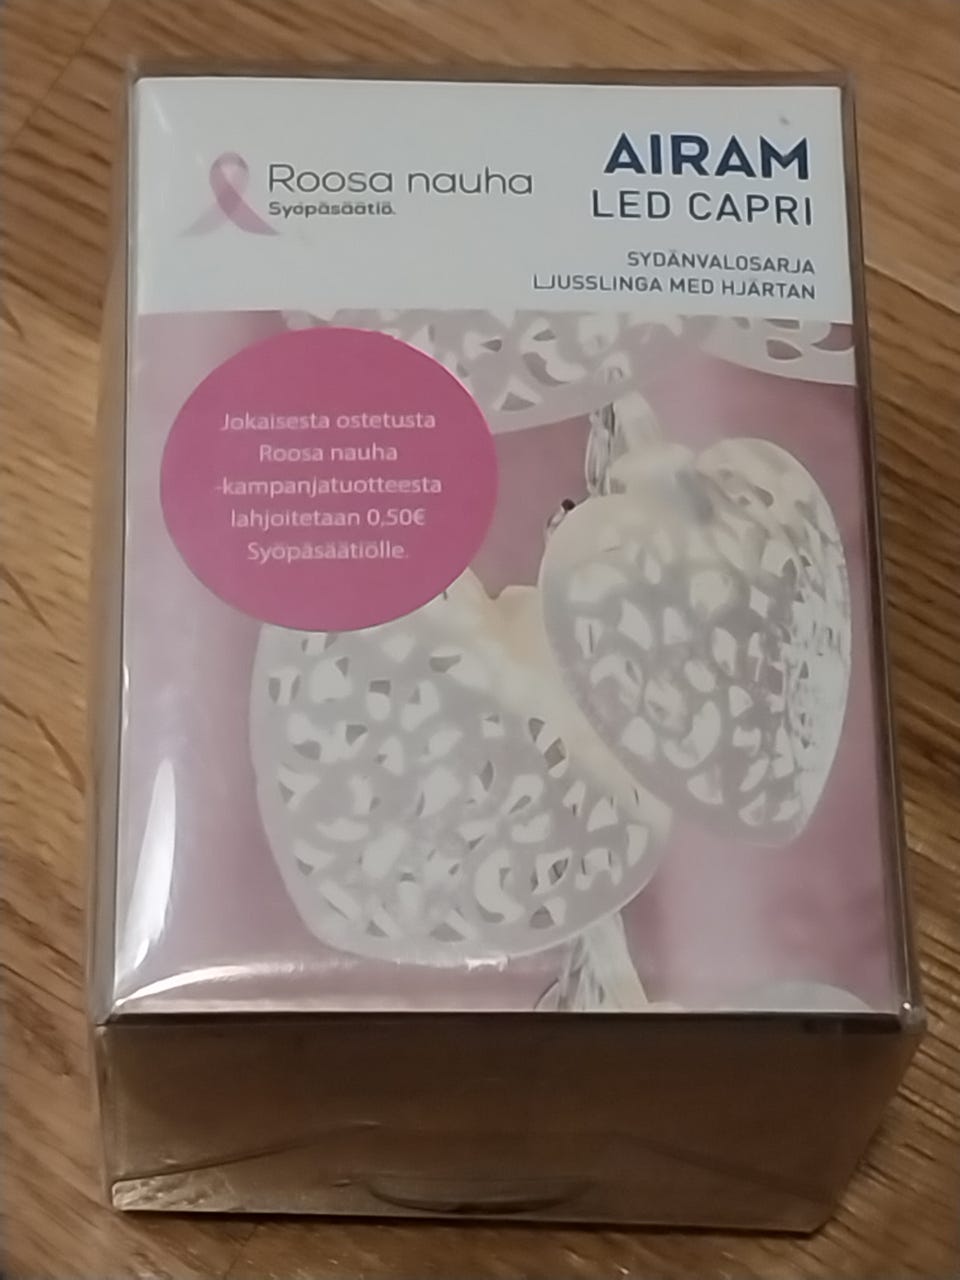 Roosa nauha
Syöpäsäätiö.
AIRAM
LED CAPRI
SYDÄNVALOSARJA
LJUSSLINGA MED HJÄRTAN
Jokaisesta ostetusta
Roosa nauha
-kampanjatuotteesta
lahjoitetaan 0,50€
Syöpäsäätiölle.